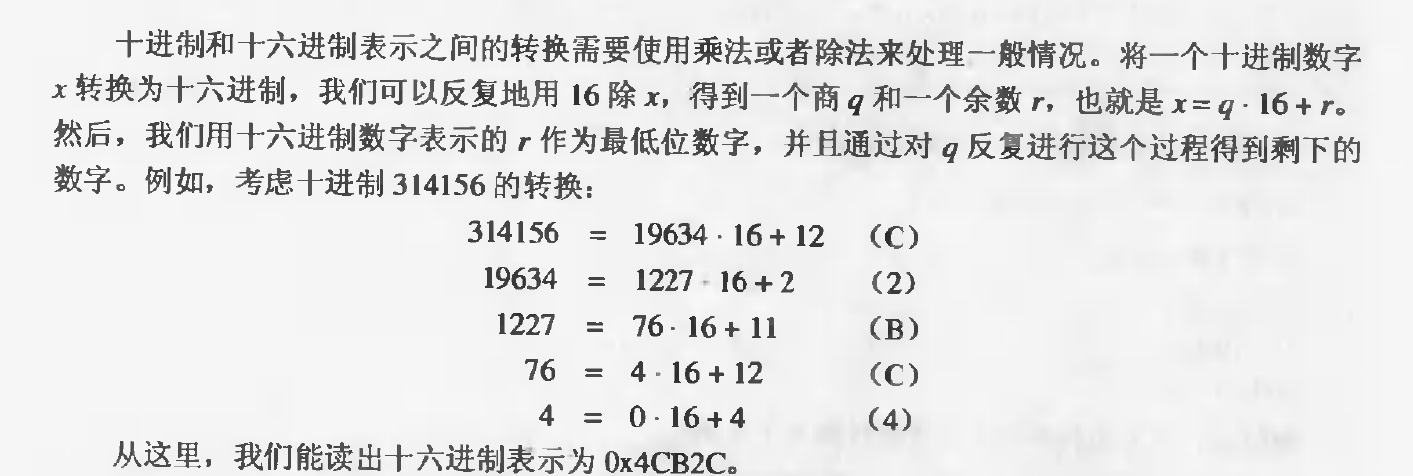 十进制和十六进制表示之间的转换需要使用乘法或者除法来处理一般情况。将一个十进制数字
x 转换为十六进制，我们可以反复地用 16 除 x，得到一个商 q 和一个余数 r，也就是 x = q · 16 + r。
然后，我们用十六进制数字表示的 r 作为最低位数字，并且通过对 q 反复进行这个过程得到剩下的
数字。例如，考虑十进制 314156 的转换：
314156 = 19634 · 16 + 12 （C）
19634 = 1227 · 16 + 2 （2）
1227 = 76 · 16 + 11 （B）
76 = 4 · 16 + 12 （C）
4 = 0 · 16 + 4 （4）
从这里，我们能读出十六进制表示为 0x4CB2C。